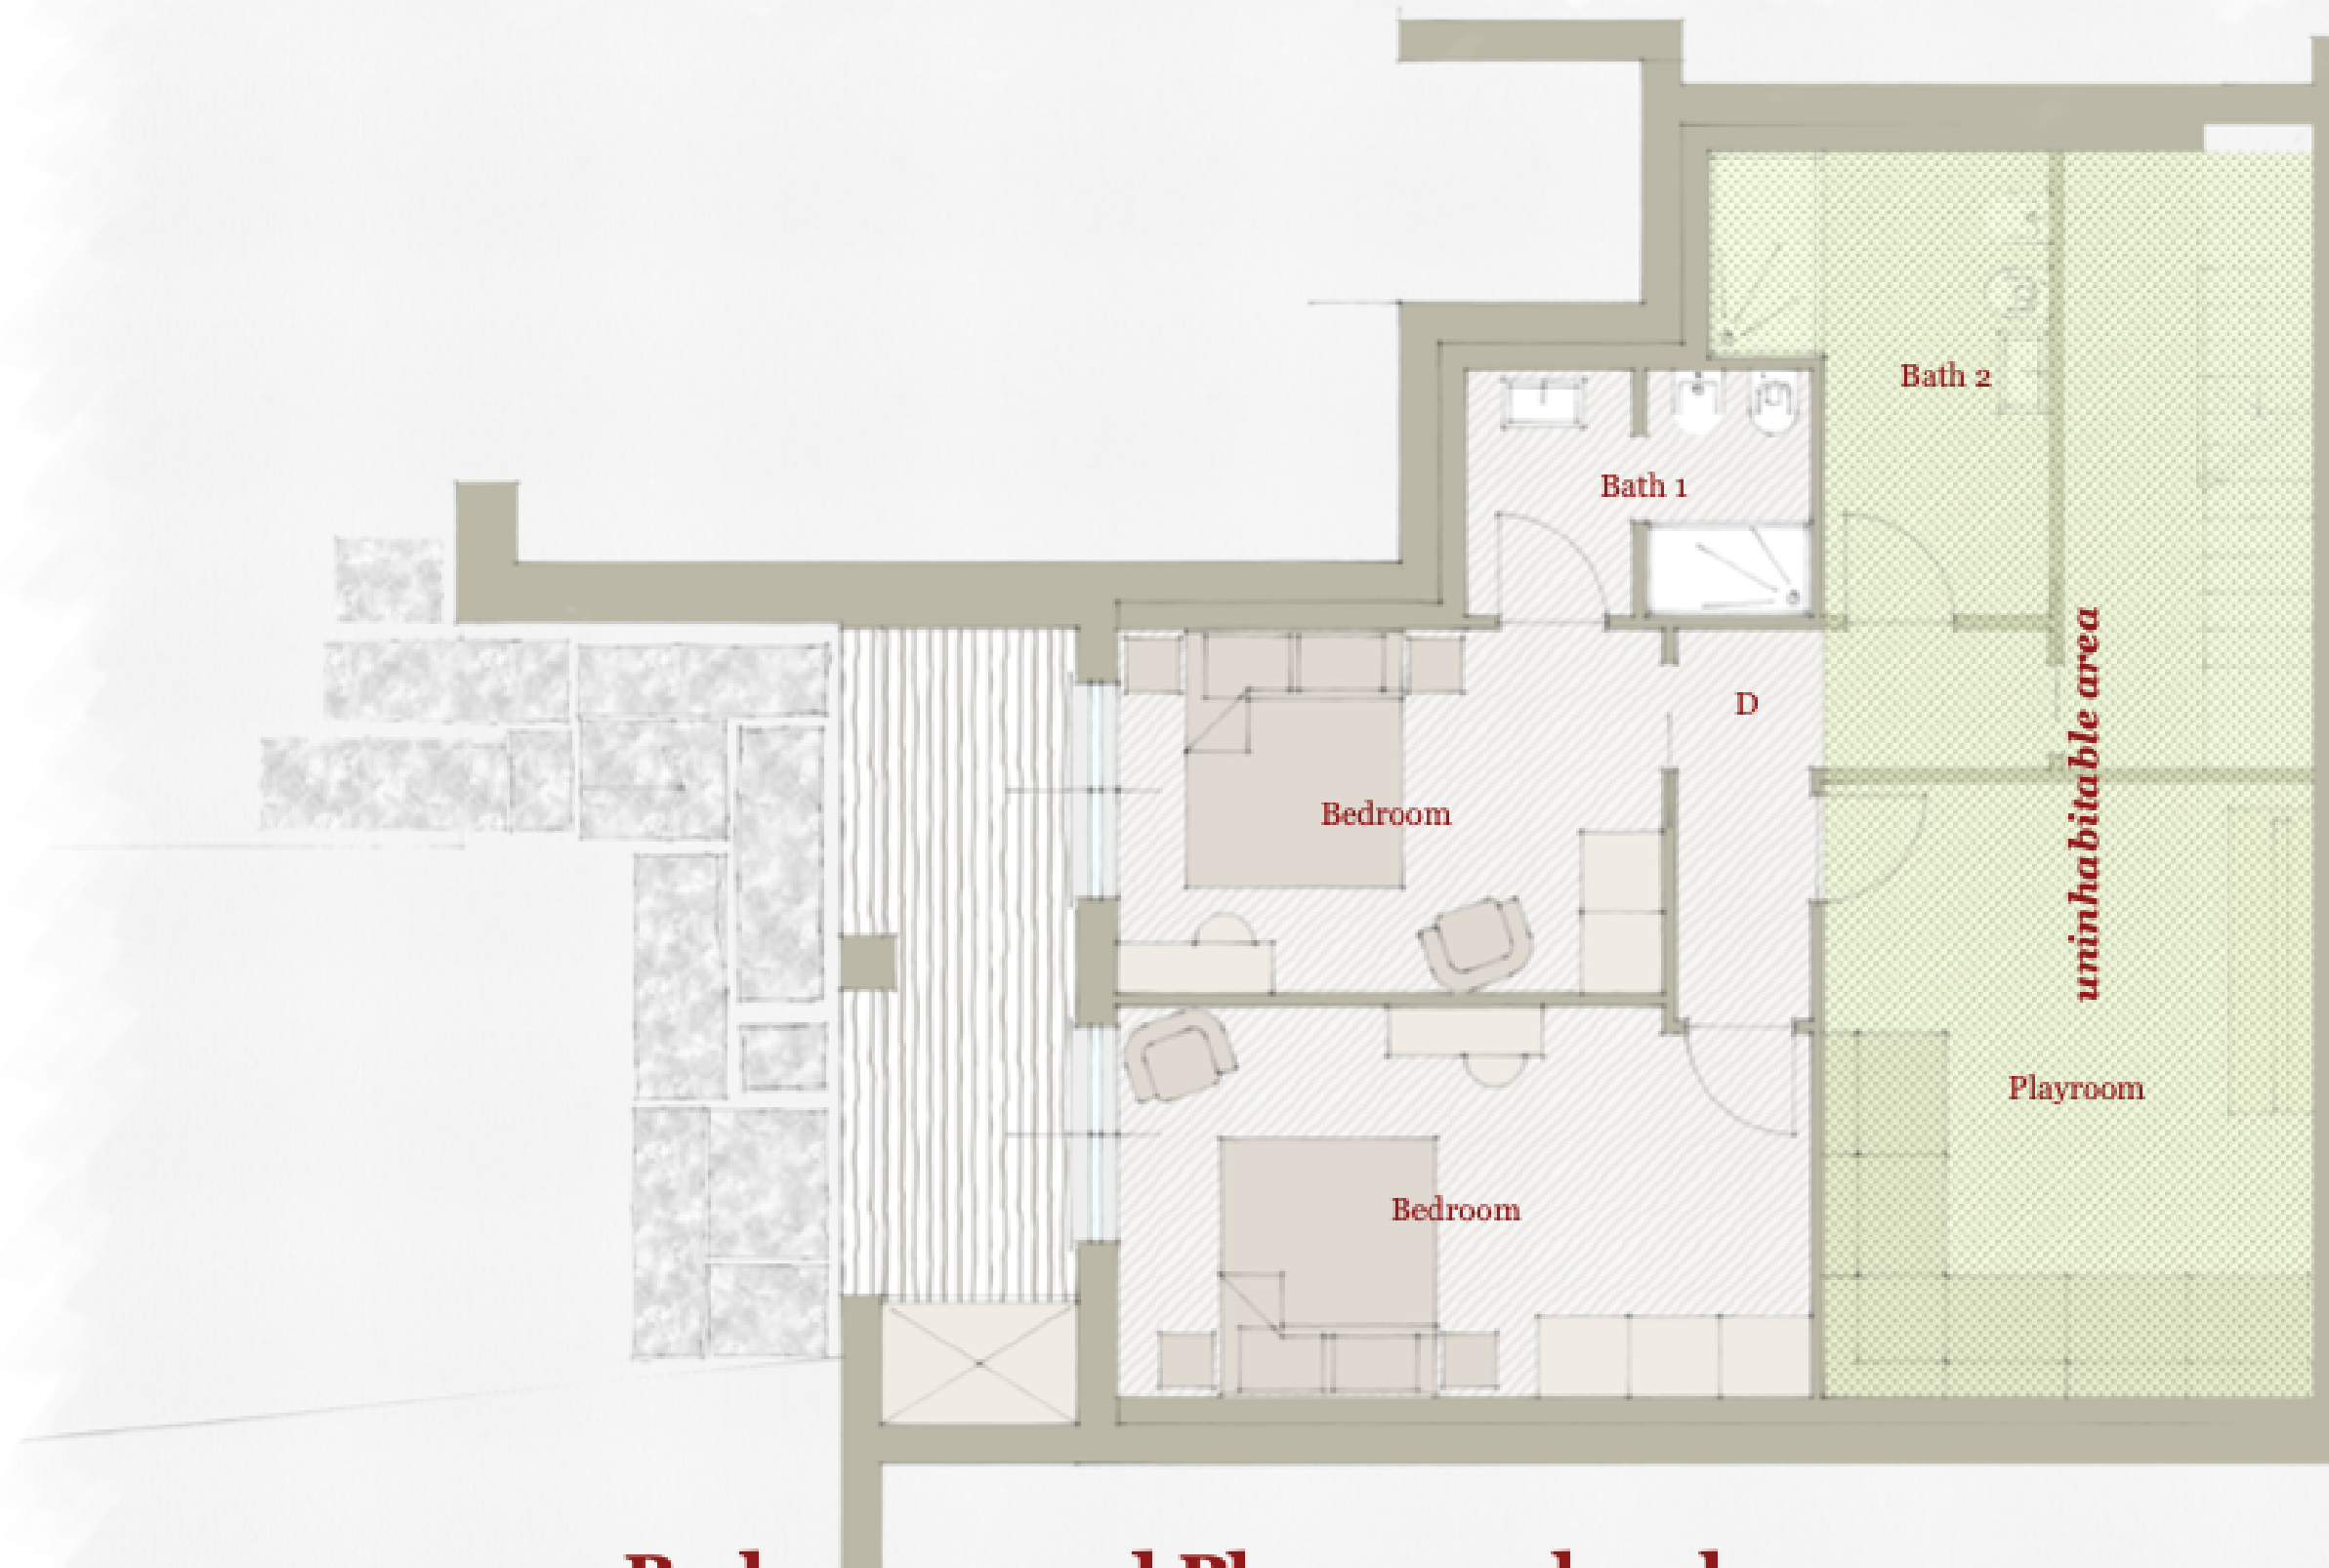 Bath 2
Bath 1
D
uninhabitable area
Bedroom
Playroom
Bedroom